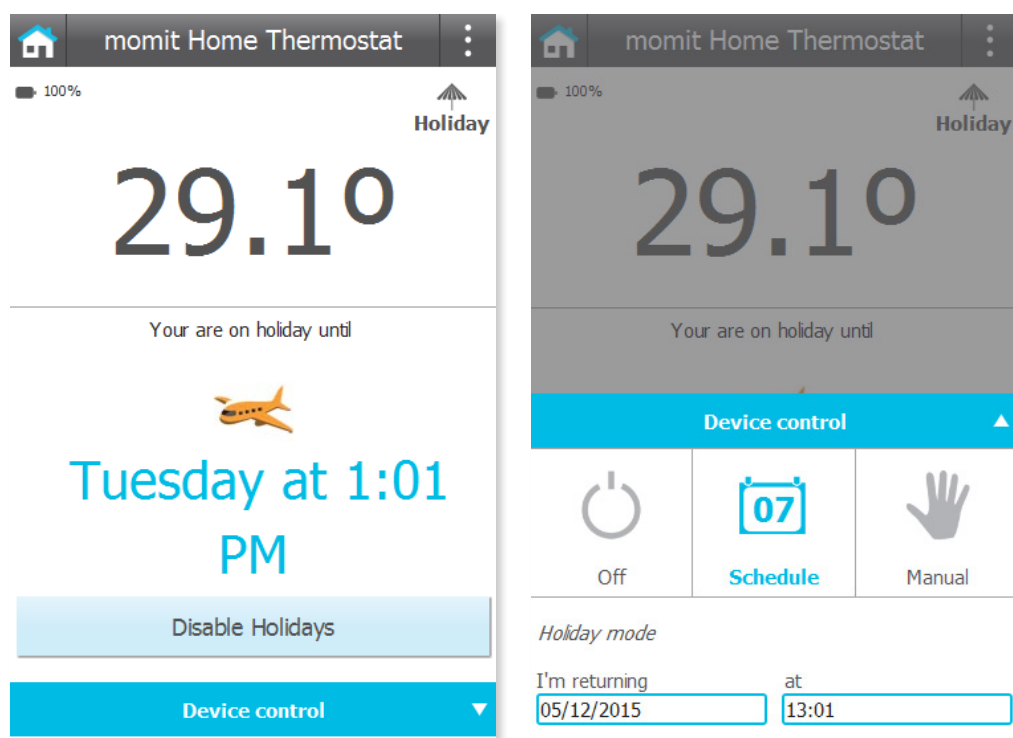 momit Home Thermostat
100%
Holiday
29.1º
Your are on holiday until
Tuesday at 1:01
PM
Disable Holidays
Device control
momit Home Thermostat
100%
Holiday
29.1º
Your are on holiday until
Device control
07
Off Schedule Manual
Holiday mode
I'm returning at
05/12/2015 13:01